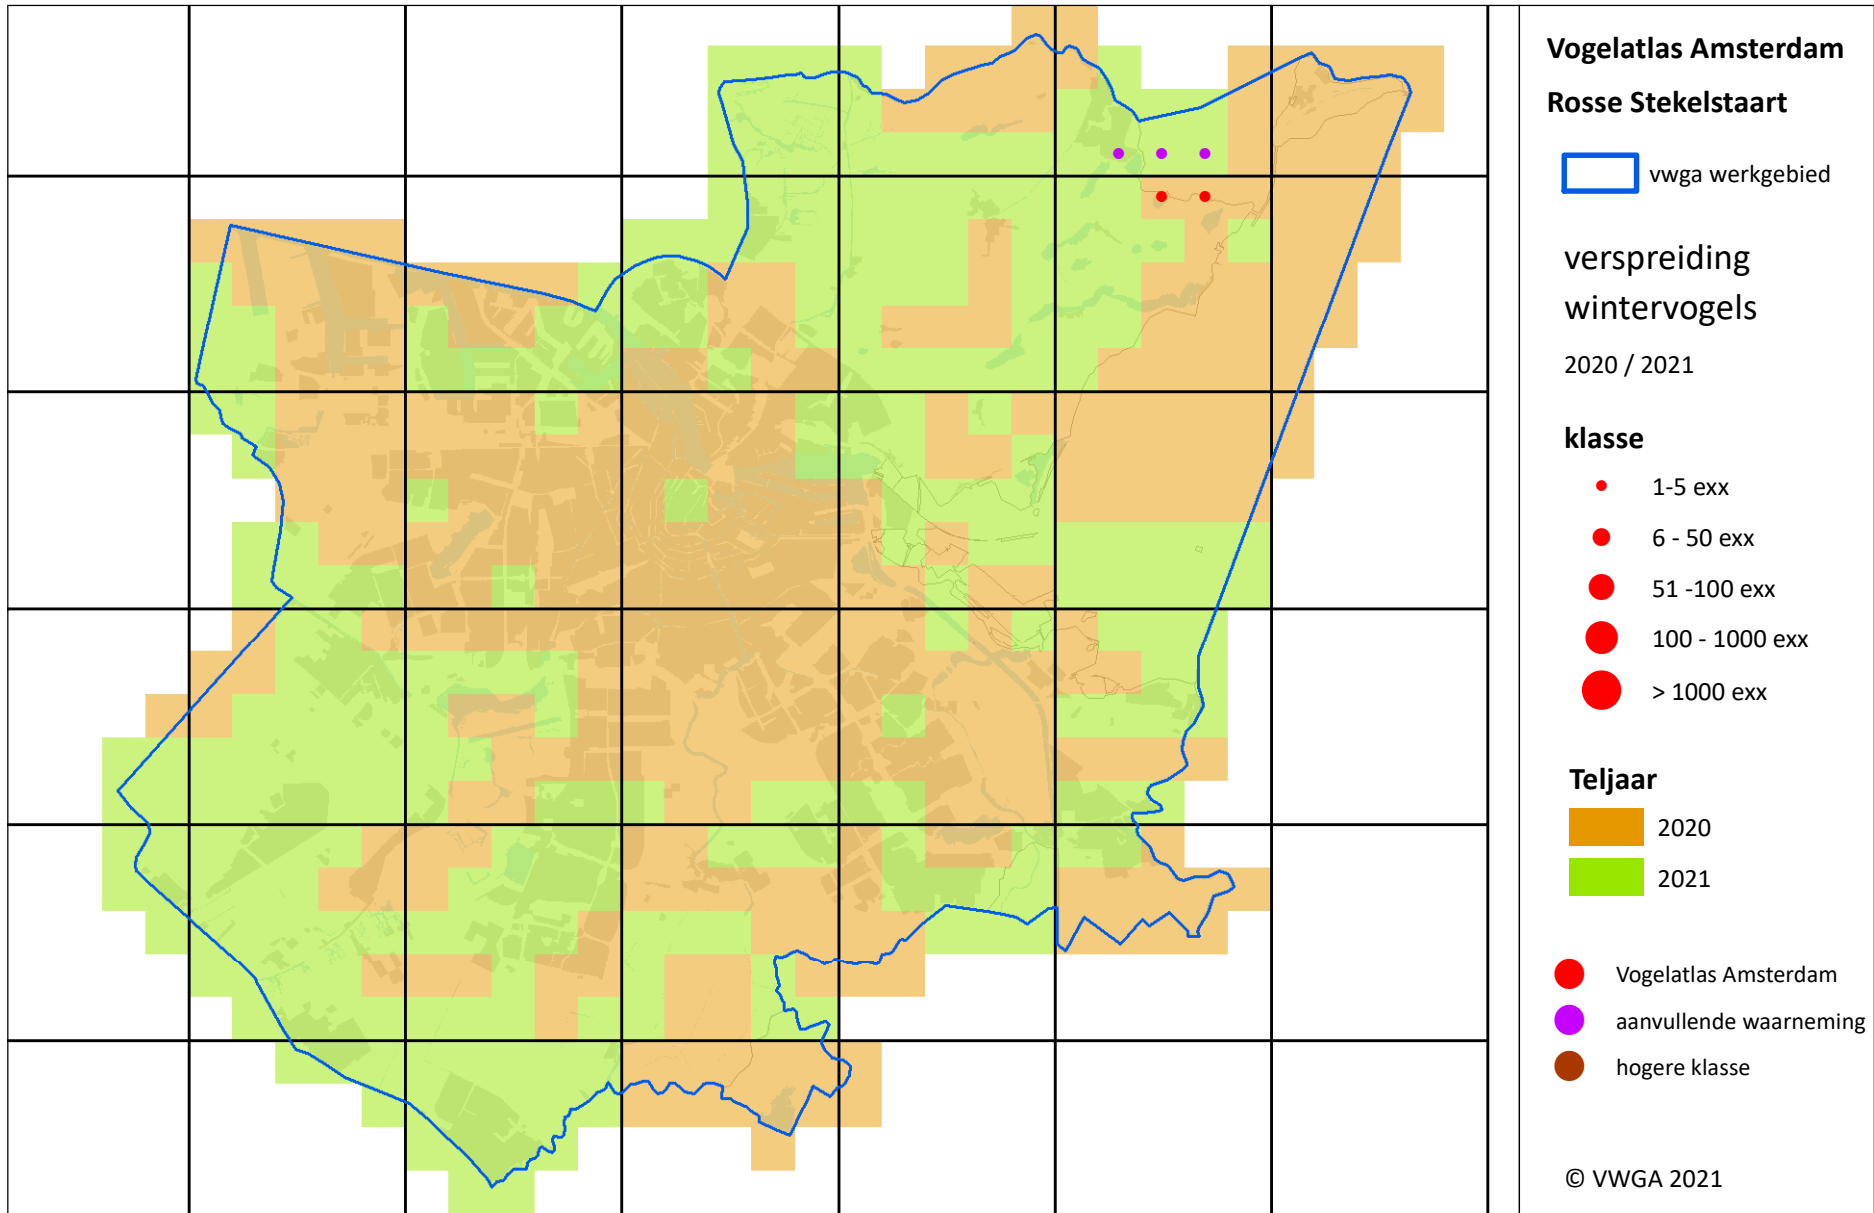 Vogelatlas Amsterdam
Rosse Stekelstaart
vwga werkgebied
verspreiding
wintervogels
2020 / 2021
klasse
1-5 exx
6 - 50 exx
51 -100 exx
100 - 1000 exx
> 1000 exx
Teljaar
2020
2021
Vogelatlas Amsterdam
aanvullende waarneming
hogere klasse
© VWGA 2021